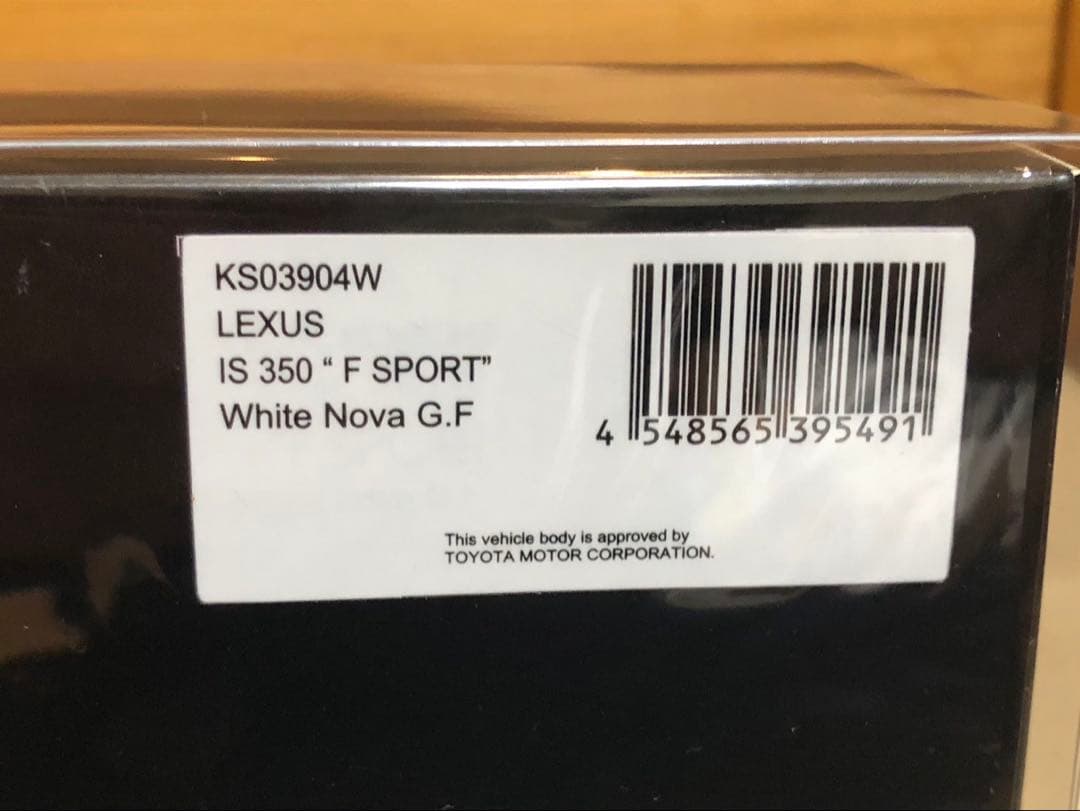 KS03904W
LEXUS
IS 350 “ F SPORT”
White Nova G.F
4 548565 395491
This vehicle body is approved by
TOYOTA MOTOR CORPORATION.